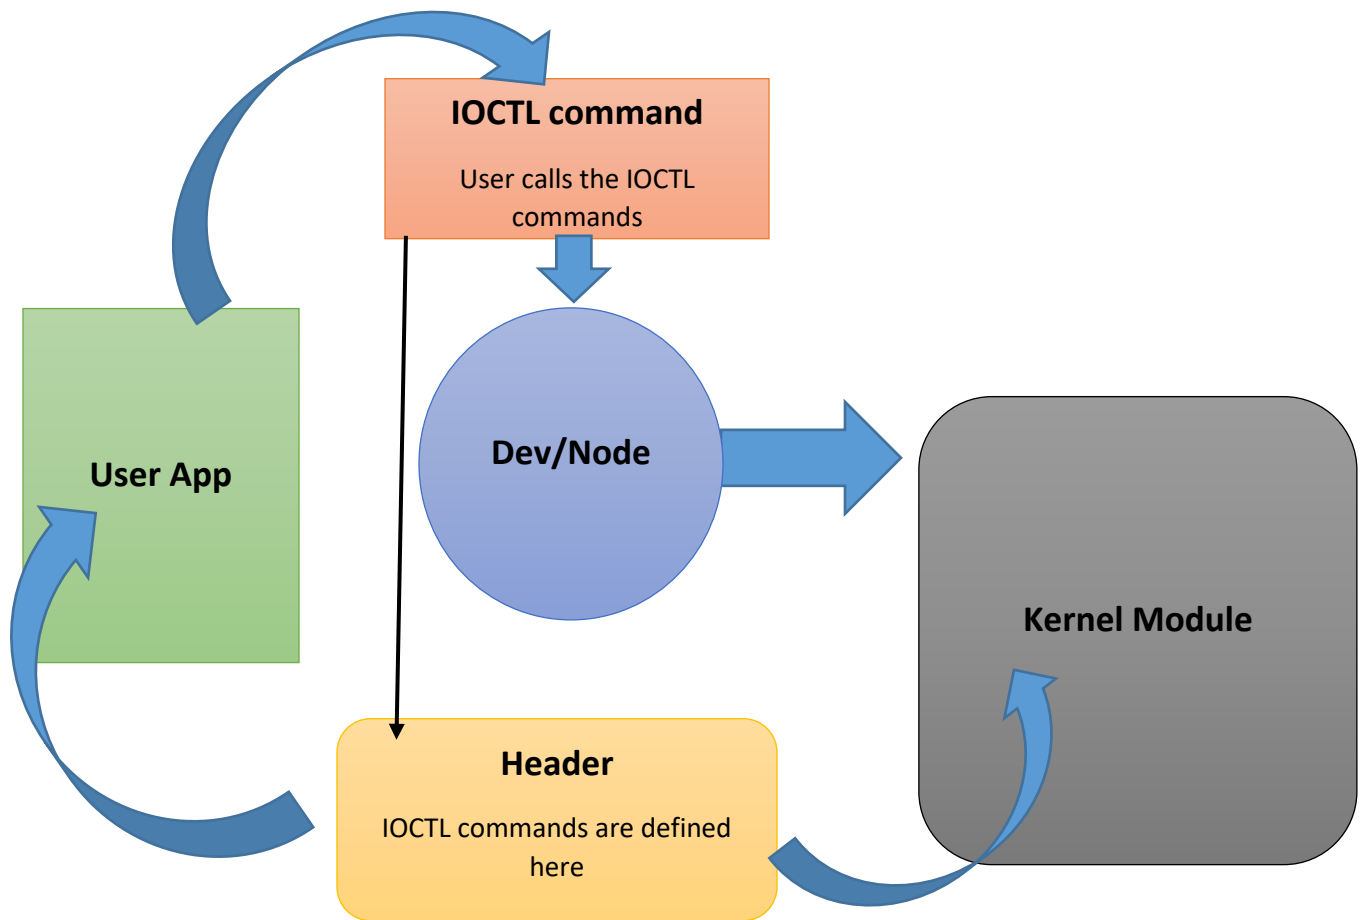 IOCTL command
User calls the IOCTL
commands
Dev/Node
User App
Kernel Module
Header
IOCTL commands are defined
here